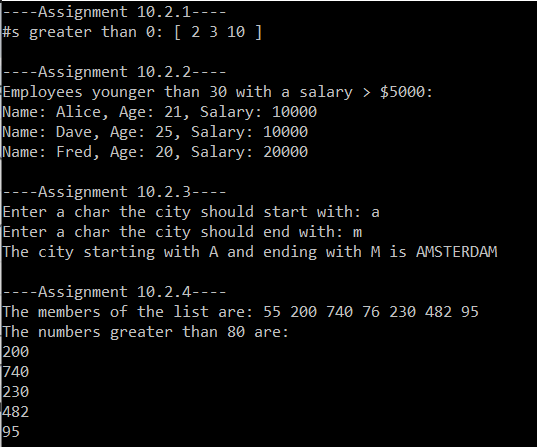 ----Assignment 10.2.1----
#s greater than 0: [ 2 3 10 ]
----Assignment 10.2.2----
Employees younger than 30 with a salary > $5000:
Name: Alice, Age: 21, Salary: 10000
Name: Dave, Age: 25, Salary: 10000
Name: Fred, Age: 20, Salary: 20000
----Assignment 10.2.3----
Enter a char the city should start with: a
Enter a char the city should end with: m
The city starting with A and ending with M is AMSTERDAM
----Assignment 10.2.4----
The members of the list are: 55 200 740 76 230 482 95
The numbers greater than 80 are:
200
740
230
482
95